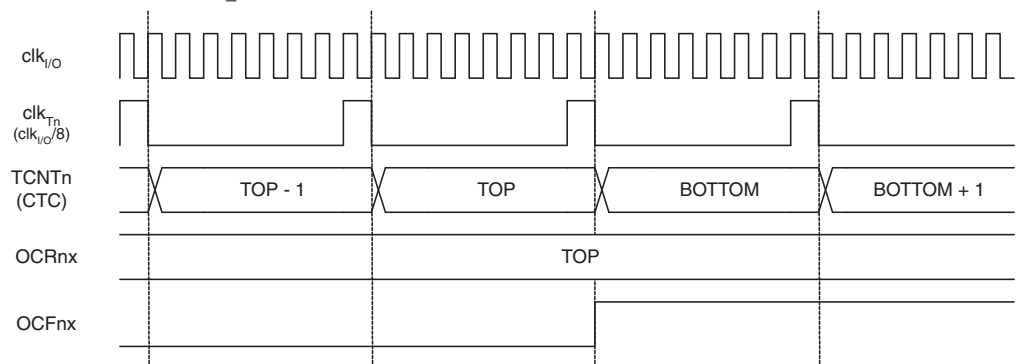 clkI/O
clkTn
(clkI/O/8)
TCNTn
(CTC)
TOP - 1
TOP
BOTTOM
BOTTOM + 1
OCRnx
TOP
OCFnx